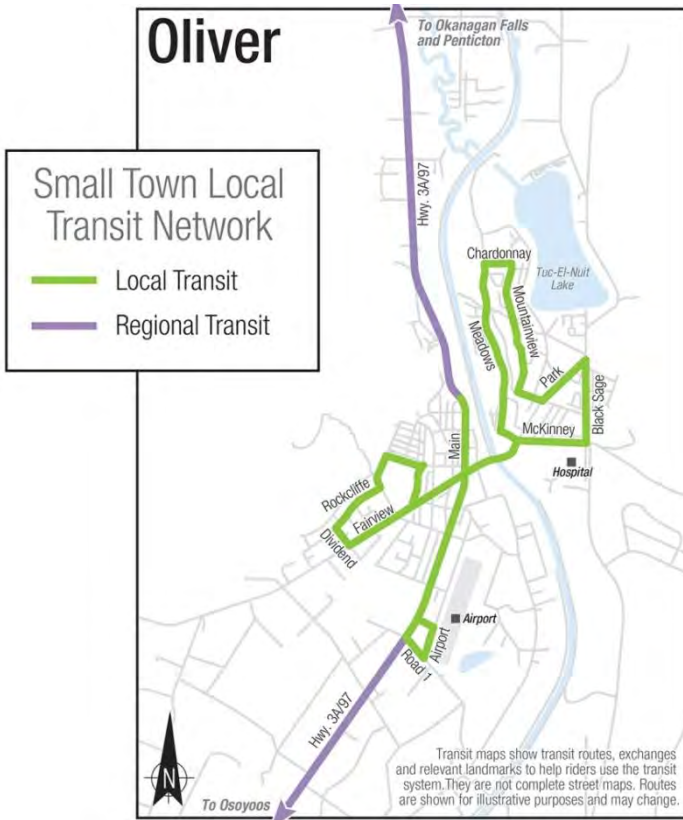 Oliver
To Okanagan Falls
and Penticton
Small Town Local
Transit Network
Local Transit
Regional Transit
Hwy. 3A/97
Chardonnay
Tuc-El-Nuit
Lake
Mountainview
Meadows
Park
Black Sage
McKinney
Main
Hospital
Rockcliffe
Fairview
Dividend
Airport
Airport
Road 1
Hwy. 3A/97
N
To Osoyoos
Transit maps show transit routes, exchanges
and relevant landmarks to help riders use the transit
system.They are not complete street maps. Routes
are shown for illustrative purposes and may change.